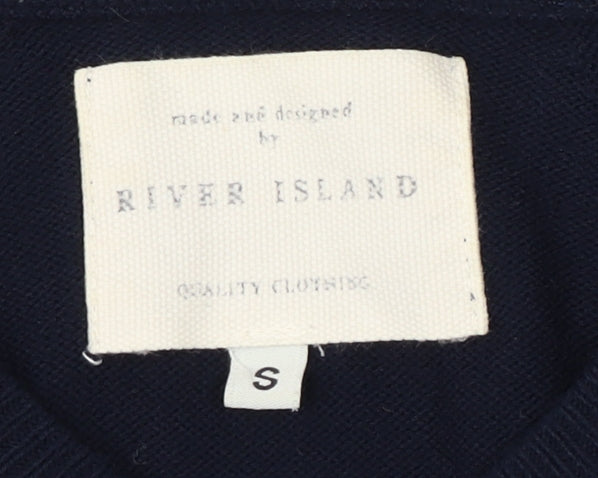 made and designed
by
RIVER ISLAND
QUALITY CLOTHING
S